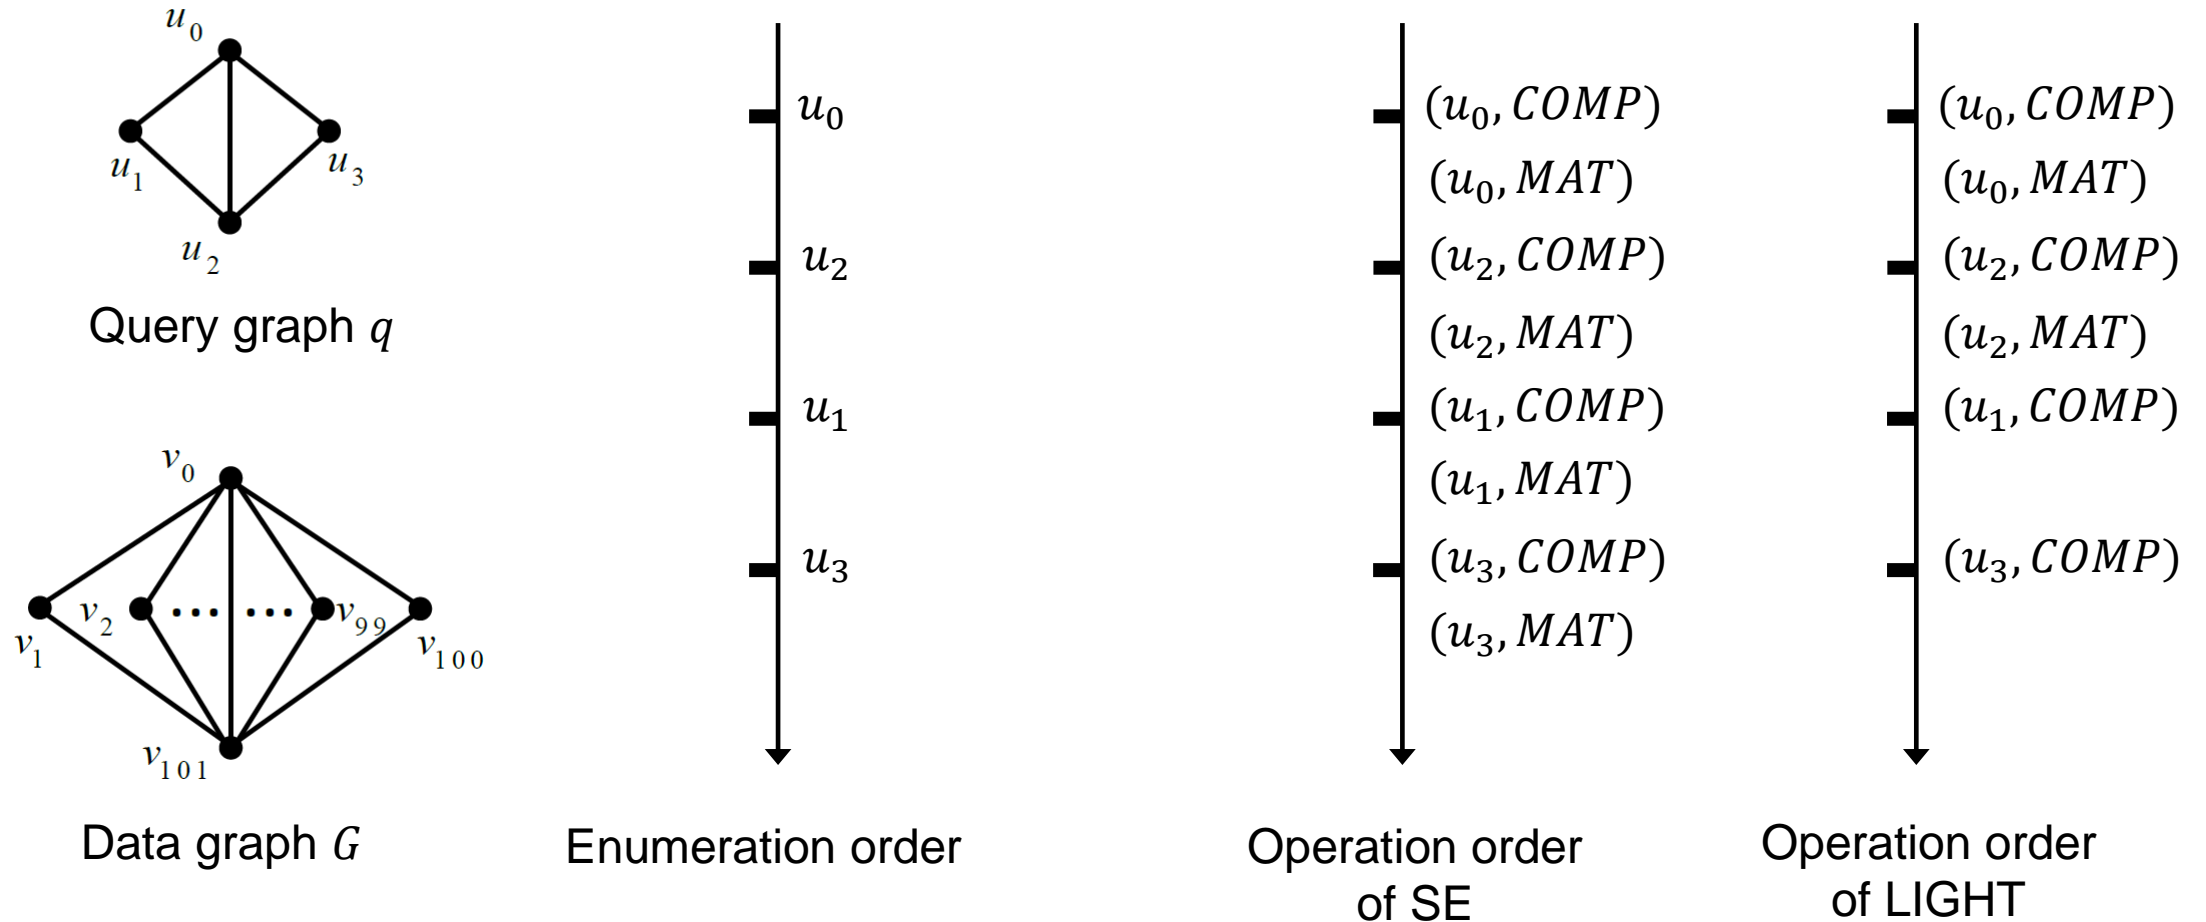 u₀
u₁
u₃
u₂
Query graph q
v₀
v₁
v₂
... ...
v₉₉
v₁₀₀
v₁₀₁
Data graph G
u₀
u₂
u₁
u₃
Enumeration order
(u₀, COMP)
(u₀, MAT)
(u₂, COMP)
(u₂, MAT)
(u₁, COMP)
(u₁, MAT)
(u₃, COMP)
(u₃, MAT)
Operation order
of SE
(u₀, COMP)
(u₀, MAT)
(u₂, COMP)
(u₂, MAT)
(u₁, COMP)
(u₃, COMP)
Operation order
of LIGHT